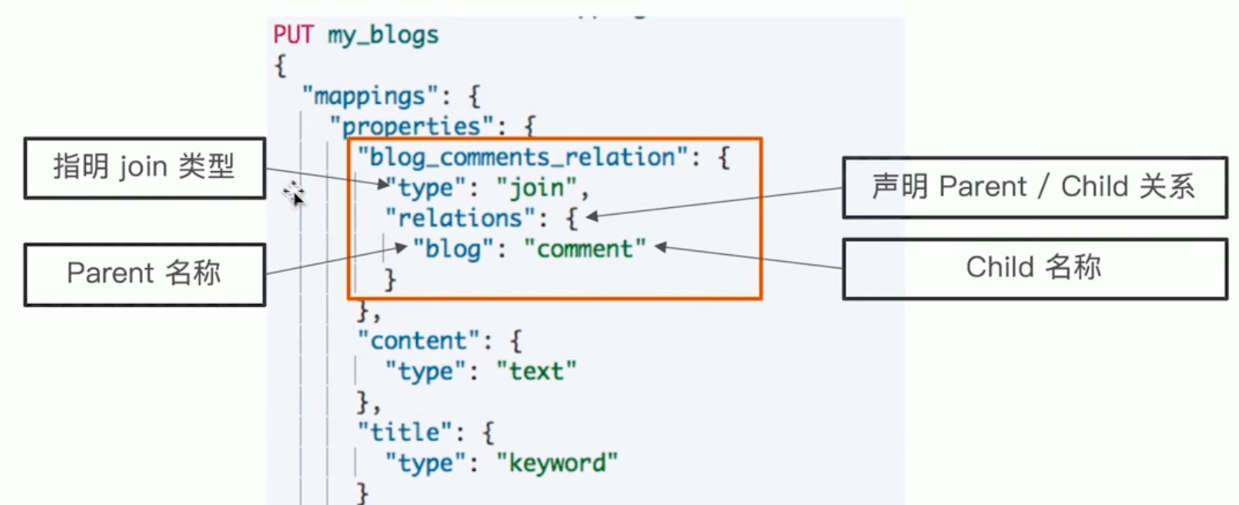 PUT my_blogs
{
"mappings": {
"properties": {
"blog_comments_relation": {
"type": "join",
"relations": {
"blog": "comment"
}
},
"content": {
"type": "text"
},
"title": {
"type": "keyword"
}
指明 join 类型
Parent 名称
声明 Parent / Child 关系
Child 名称